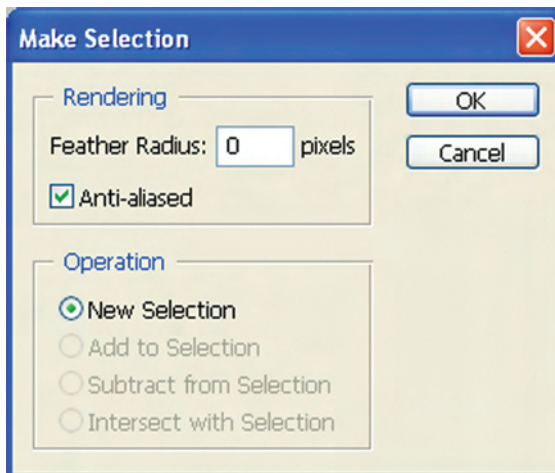 Make Selection
Rendering
Feather Radius: 0 pixels
Anti-aliased
OK
Cancel
Operation
New Selection
Add to Selection
Subtract from Selection
Intersect with Selection